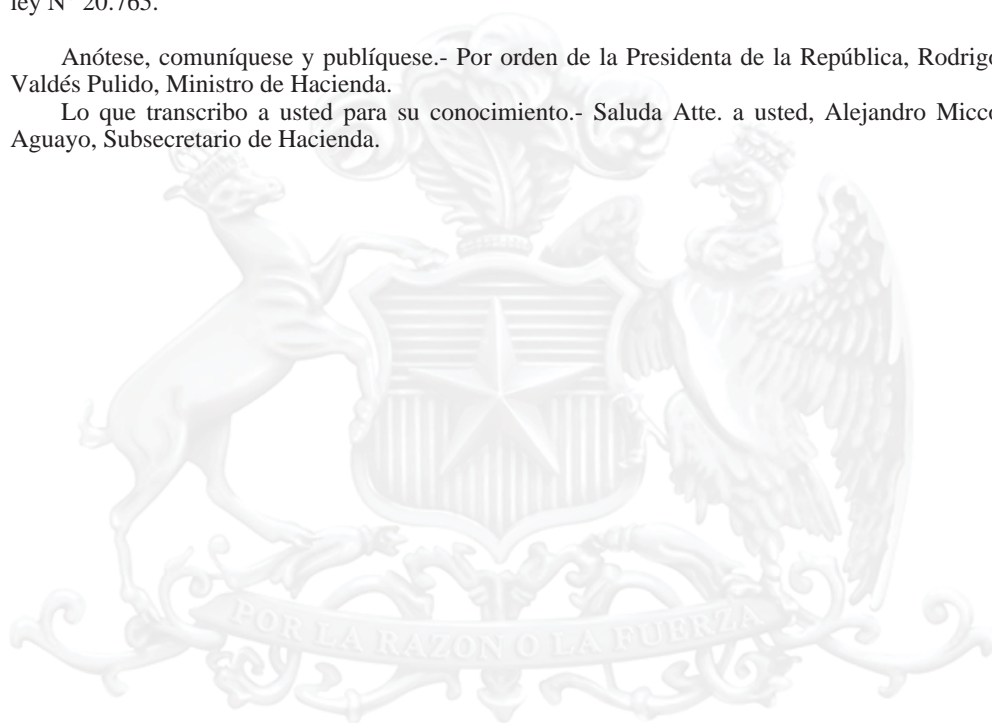 ley N° 20.765.
Anótese, comuníquese y publíquese.- Por orden de la Presidenta de la República, Rodrigo
Valdés Pulido, Ministro de Hacienda.
Lo que transcribo a usted para su conocimiento.- Saluda Atte. a usted, Alejandro Micco
Aguayo, Subsecretario de Hacienda.
POR LA RAZON O LA FUERZA